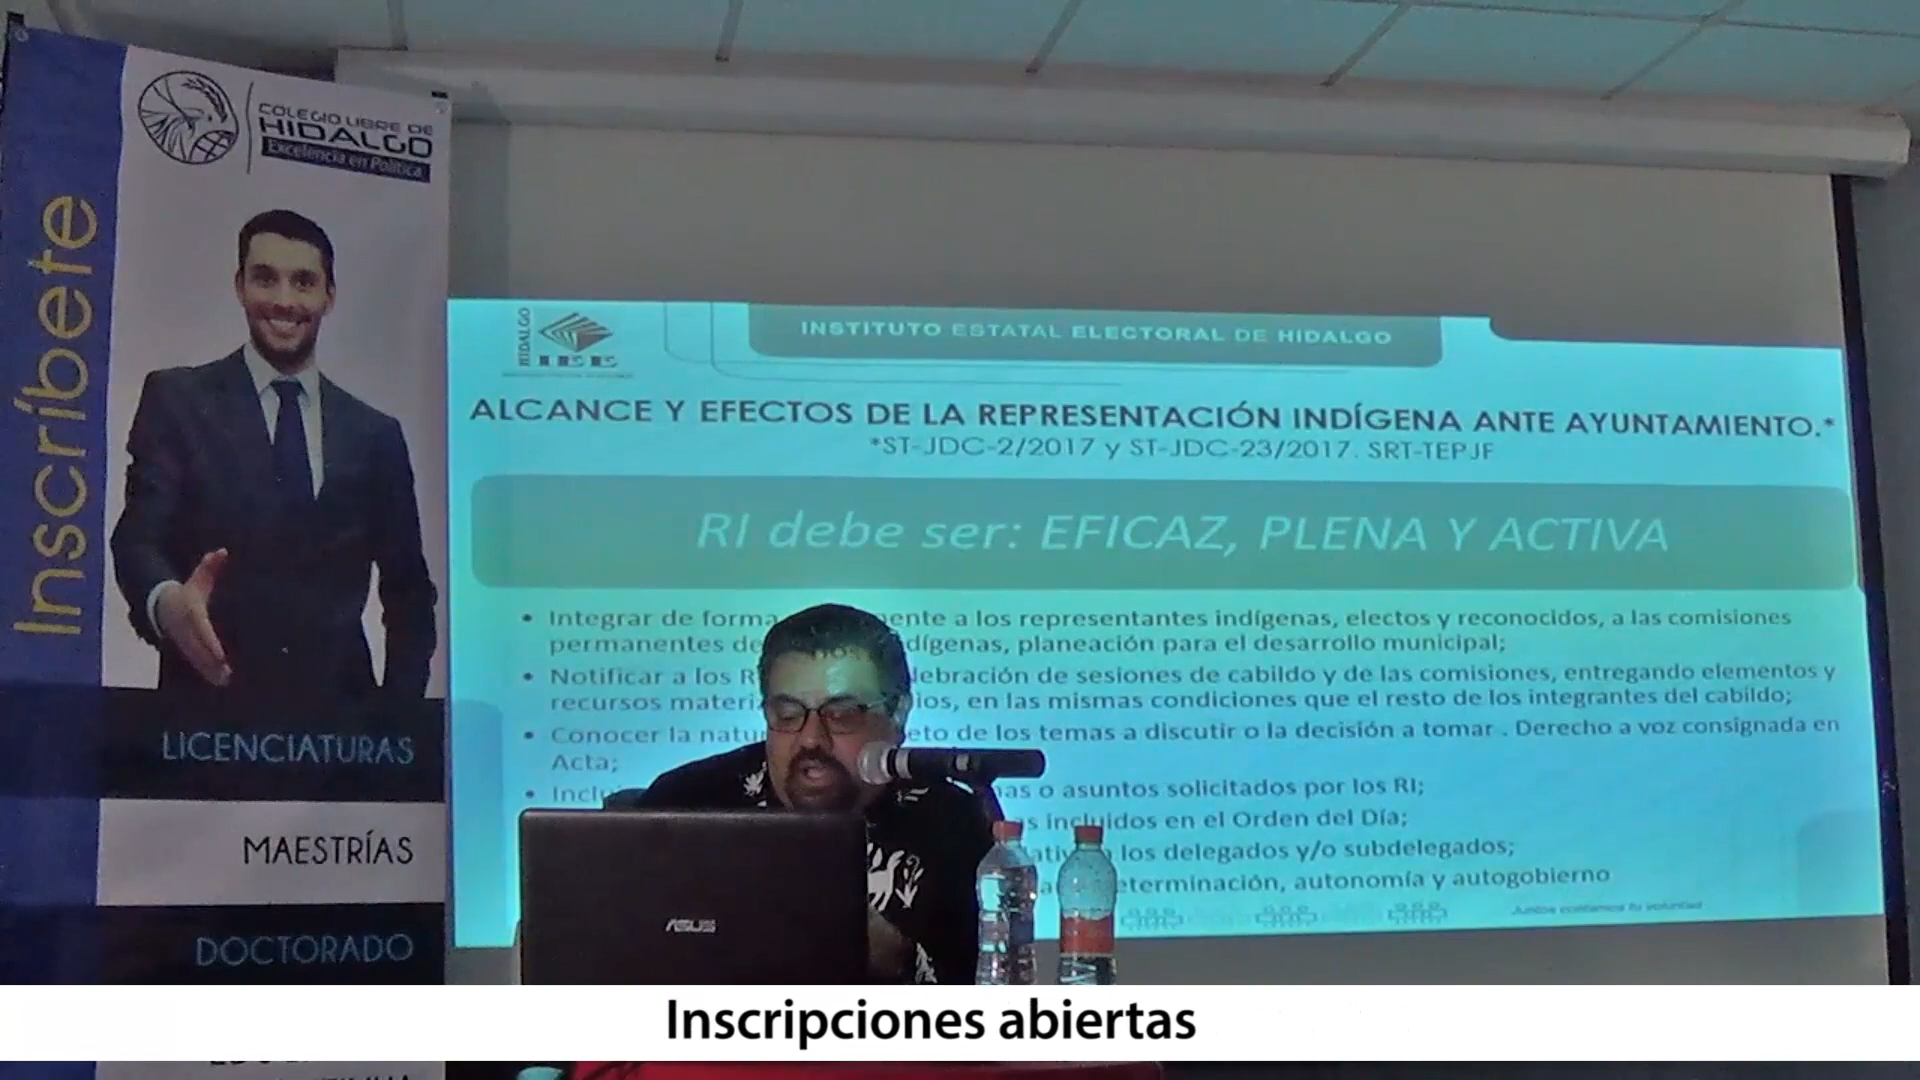 COLEGIO LIBRE DE
HIDALGO
Excelencia en Política
Inscríbete
LICENCIATURAS
MAESTRÍAS
DOCTORADO
HIDALGO
IEE
INSTITUTO ESTATAL ELECTORAL DE HIDALGO
ALCANCE Y EFECTOS DE LA REPRESENTACIÓN INDÍGENA ANTE AYUNTAMIENTO.*
*ST-JDC-2/2017 y ST-JDC-23/2017. SRT-TEPJF
RI debe ser: EFICAZ, PLENA Y ACTIVA
• Integrar de forma ente a los representantes indígenas, electos y reconocidos, a las comisiones
permanentes de dígenas, planeación para el desarrollo municipal;
• Notificar a los R lebración de sesiones de cabildo y de las comisiones, entregando elementos y
recursos materi ios, en las mismas condiciones que el resto de los integrantes del cabildo;
• Conocer la natu eto de los temas a discutir o la decisión a tomar . Derecho a voz consignada en
Acta;
• Inclu nas o asuntos solicitados por los RI;
s incluidos en el Orden del Día;
los delegados y/o subdelegados;
eterminación, autonomía y autogobierno
Juntos contamos tu voluntad
ASUS
Inscripciones abiertas